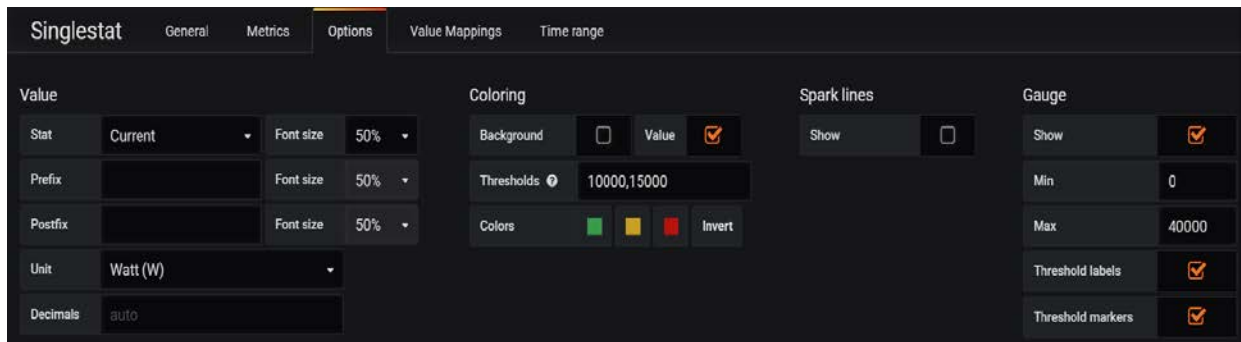 Singlestat General Metrics Options Value Mappings Time range
Value Coloring Spark lines Gauge
Stat Current Font size 50% Background Value Show Show
Prefix Font size 50% Thresholds 10000,15000 Min 0
Postfix Font size 50% Colors Invert Max 40000
Unit Watt (W) Threshold labels
Decimals auto Threshold markers